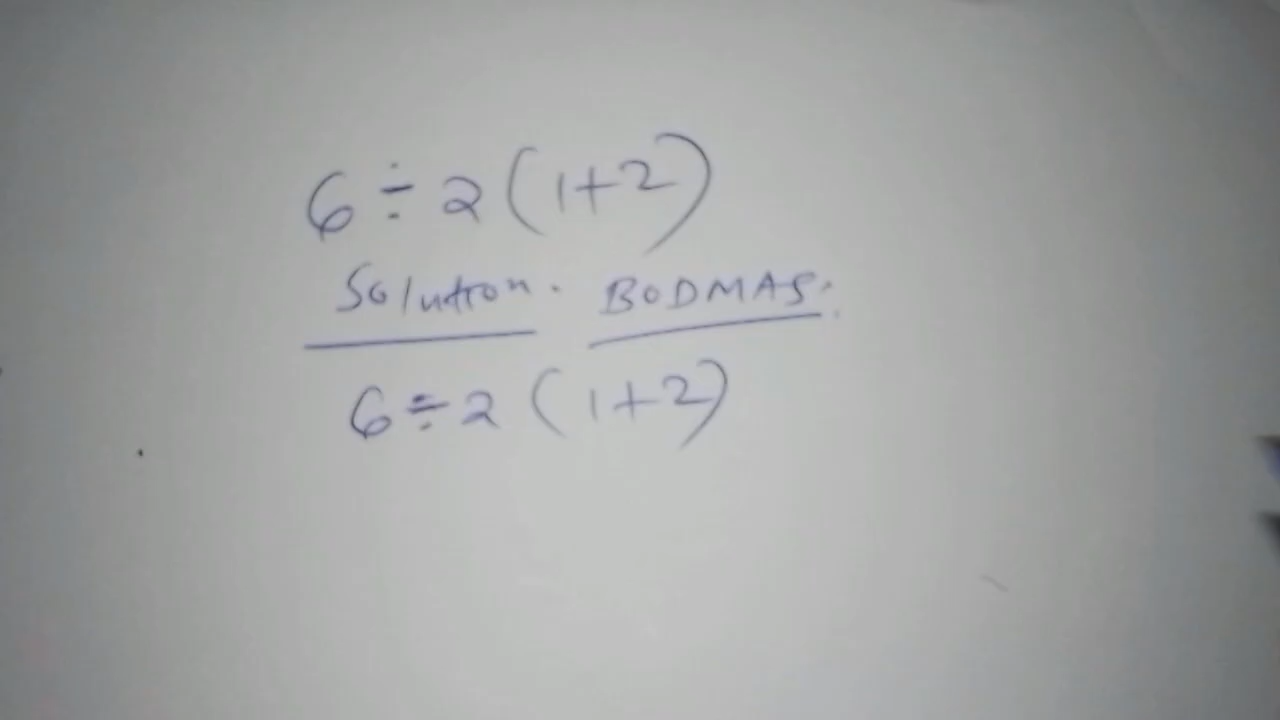 6 ÷ 2 (1+2)
Solution. BODMAS.
6 ÷ 2 (1+2)